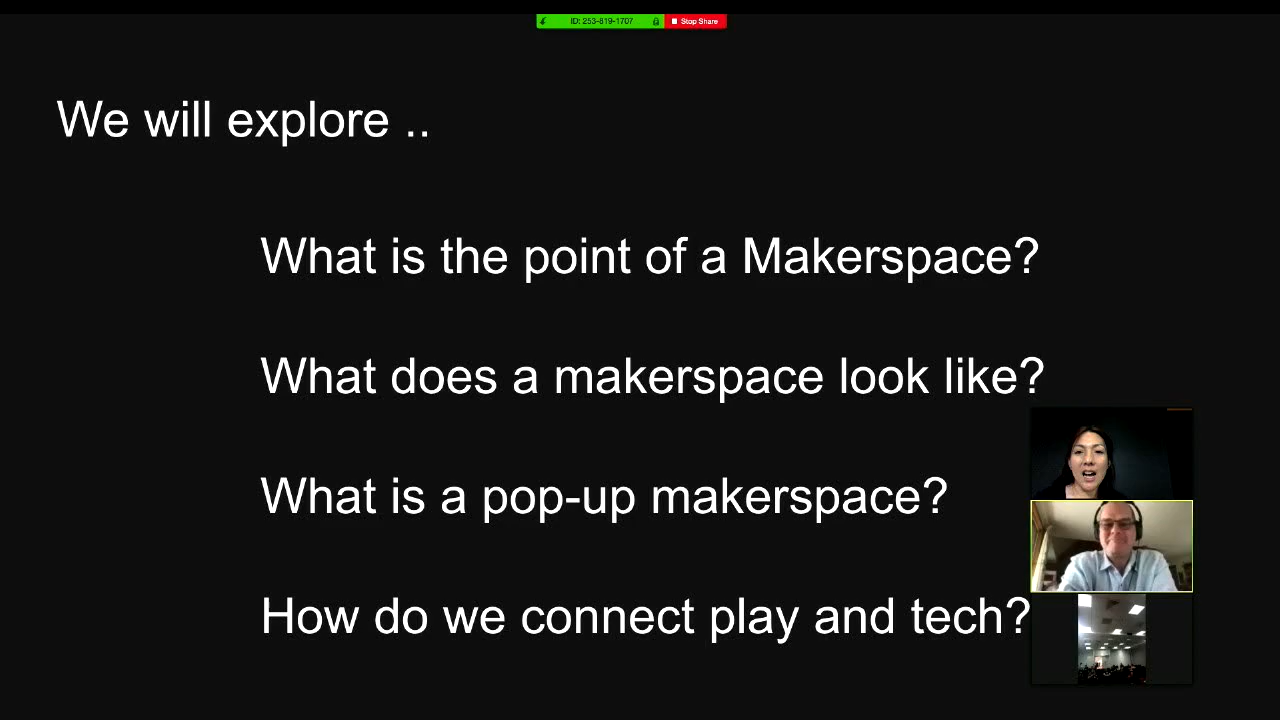 ID: 253-819-1707
Stop Share
We will explore ..
What is the point of a Makerspace?
What does a makerspace look like?
What is a pop-up makerspace?
How do we connect play and tech?